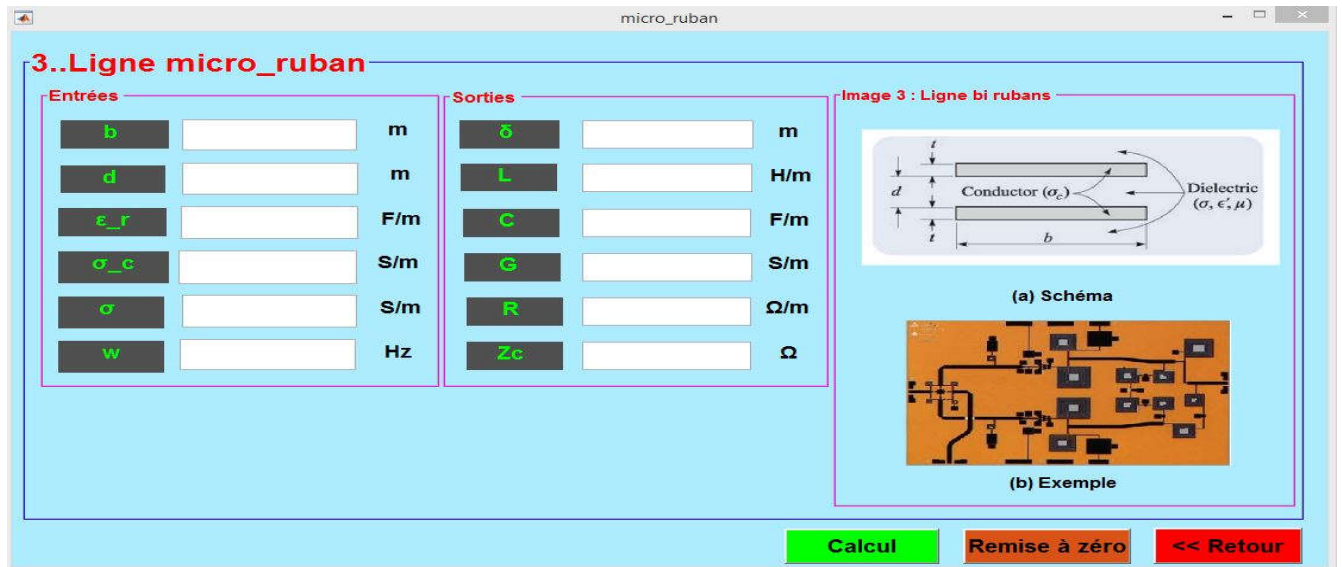 micro_ruban
3..Ligne micro_ruban
Entrées
b m
d m
ε_r F/m
σ_c S/m
σ S/m
w Hz
Sorties
δ m
L H/m
C F/m
G S/m
R Ω/m
Zc Ω
Image 3 : Ligne bi rubans
t
d
Conductor (σc)
Dielectric
(σ, ϵ′, μ)
t
b
(a) Schéma
(b) Exemple
Calcul
Remise à zéro
<< Retour